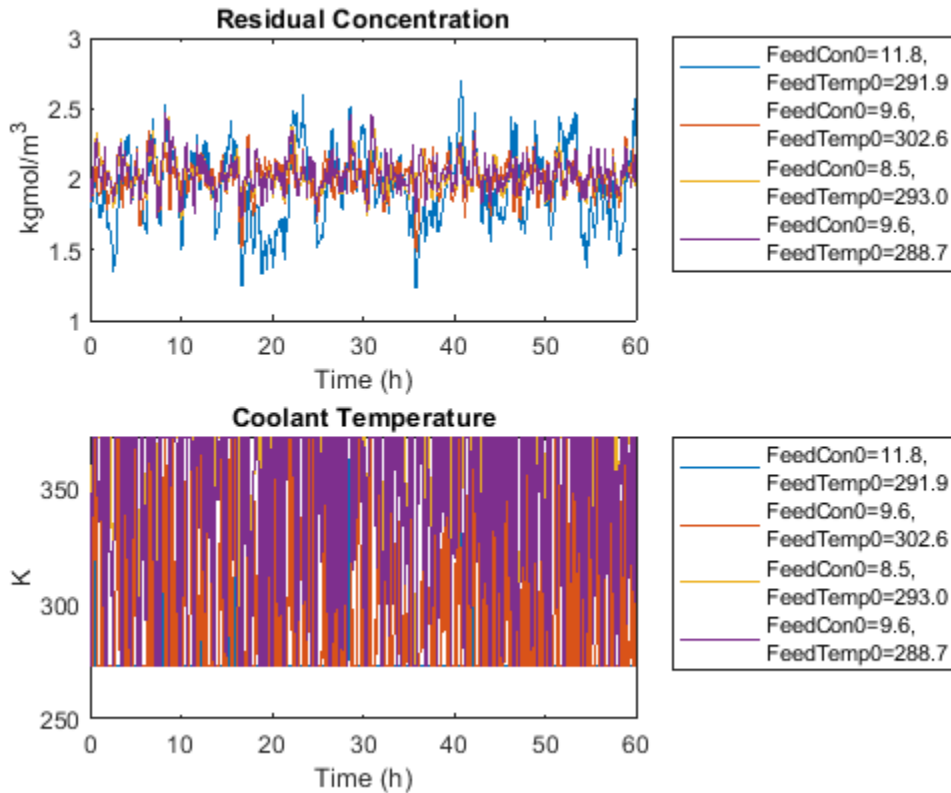 Residual Concentration
3
2.5
2
1.5
1
kgmol/m³
0 10 20 30 40 50 60
Time (h)
FeedCon0=11.8,
FeedTemp0=291.9
FeedCon0=9.6,
FeedTemp0=302.6
FeedCon0=8.5,
FeedTemp0=293.0
FeedCon0=9.6,
FeedTemp0=288.7
Coolant Temperature
350
300
250
K
0 10 20 30 40 50 60
Time (h)
FeedCon0=11.8,
FeedTemp0=291.9
FeedCon0=9.6,
FeedTemp0=302.6
FeedCon0=8.5,
FeedTemp0=293.0
FeedCon0=9.6,
FeedTemp0=288.7